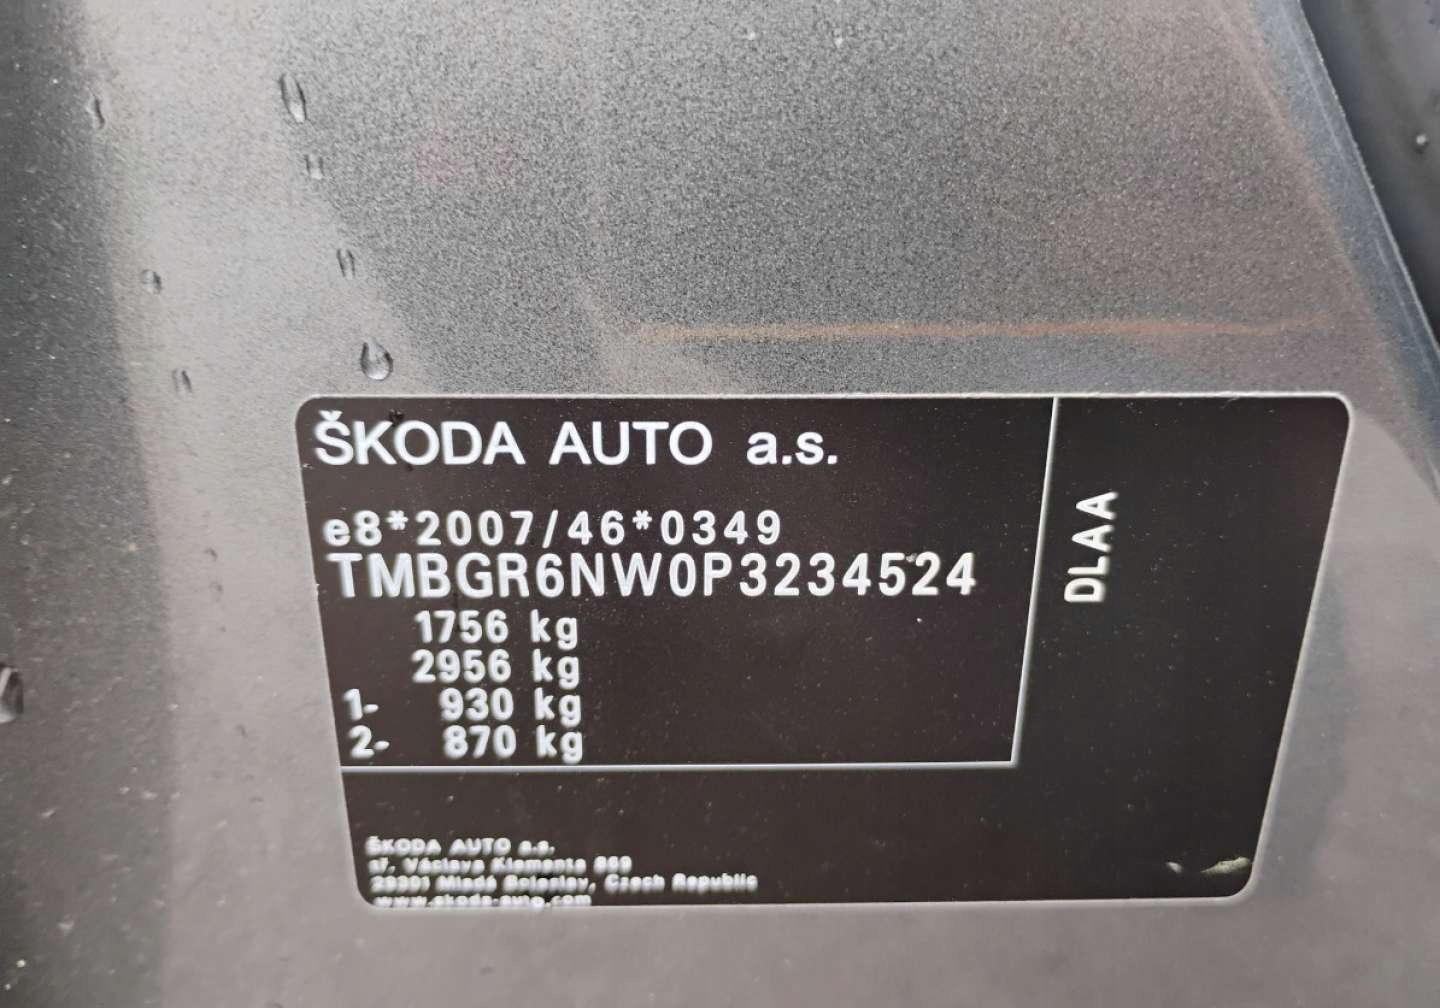 ŠKODA AUTO a.s.
e8*2007/46*0349
TMBGR6NW0P3234524
1756 kg
2956 kg
1- 930 kg
2- 870 kg
DLAA
ŠKODA AUTO a.s.
tř. Václava Klementa 869
29301 Mladá Boleslav, Czech Republic
www.skoda-auto.com